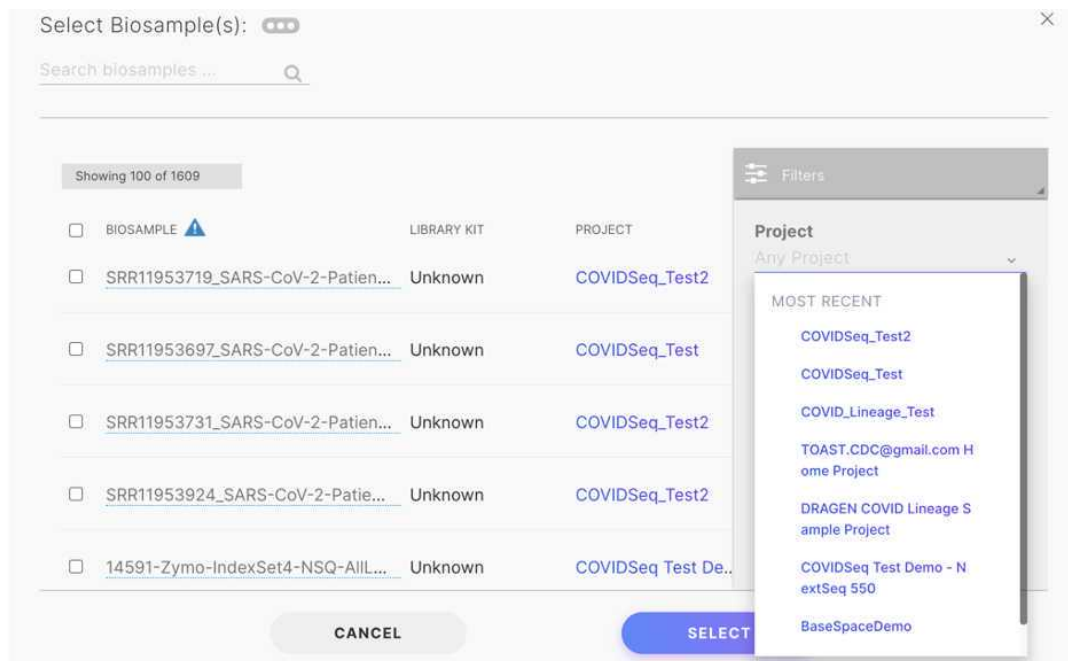 Select Biosample(s):
Search biosamples ...
Showing 100 of 1609
Filters
BIOSAMPLE LIBRARY KIT PROJECT
SRR11953719_SARS-CoV-2-Patien... Unknown COVIDSeq_Test2
SRR11953697_SARS-CoV-2-Patien... Unknown COVIDSeq_Test
SRR11953731_SARS-CoV-2-Patien... Unknown COVIDSeq_Test2
SRR11953924_SARS-CoV-2-Patie... Unknown COVIDSeq_Test2
14591-Zymo-IndexSet4-NSQ-AllL... Unknown COVIDSeq Test De..
Project
Any Project
MOST RECENT
COVIDSeq_Test2
COVIDSeq_Test
COVID_Lineage_Test
TOAST.CDC@gmail.com H
ome Project
DRAGEN COVID Lineage S
ample Project
COVIDSeq Test Demo - N
extSeq 550
BaseSpaceDemo
CANCEL
SELECT